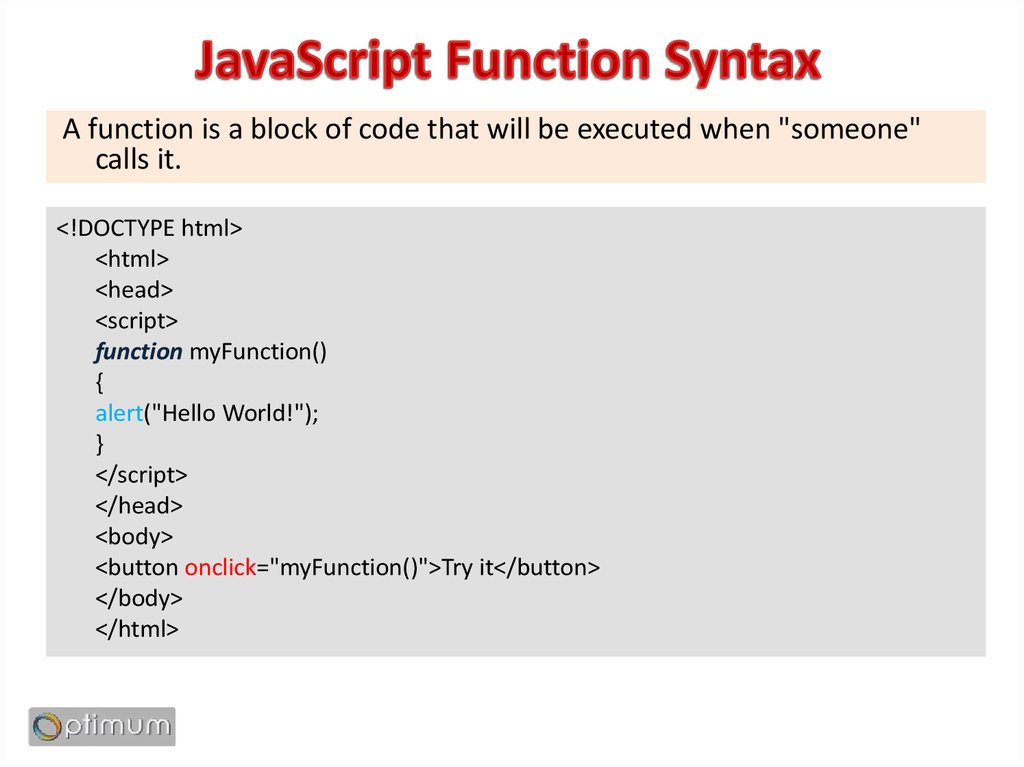 JavaScript Function Syntax
A function is a block of code that will be executed when "someone"
calls it.
<!DOCTYPE html>
<html>
<head>
<script>
function myFunction()
{
alert("Hello World!");
}
</script>
</head>
<body>
<button onclick="myFunction()">Try it</button>
</body>
</html>
Optimum